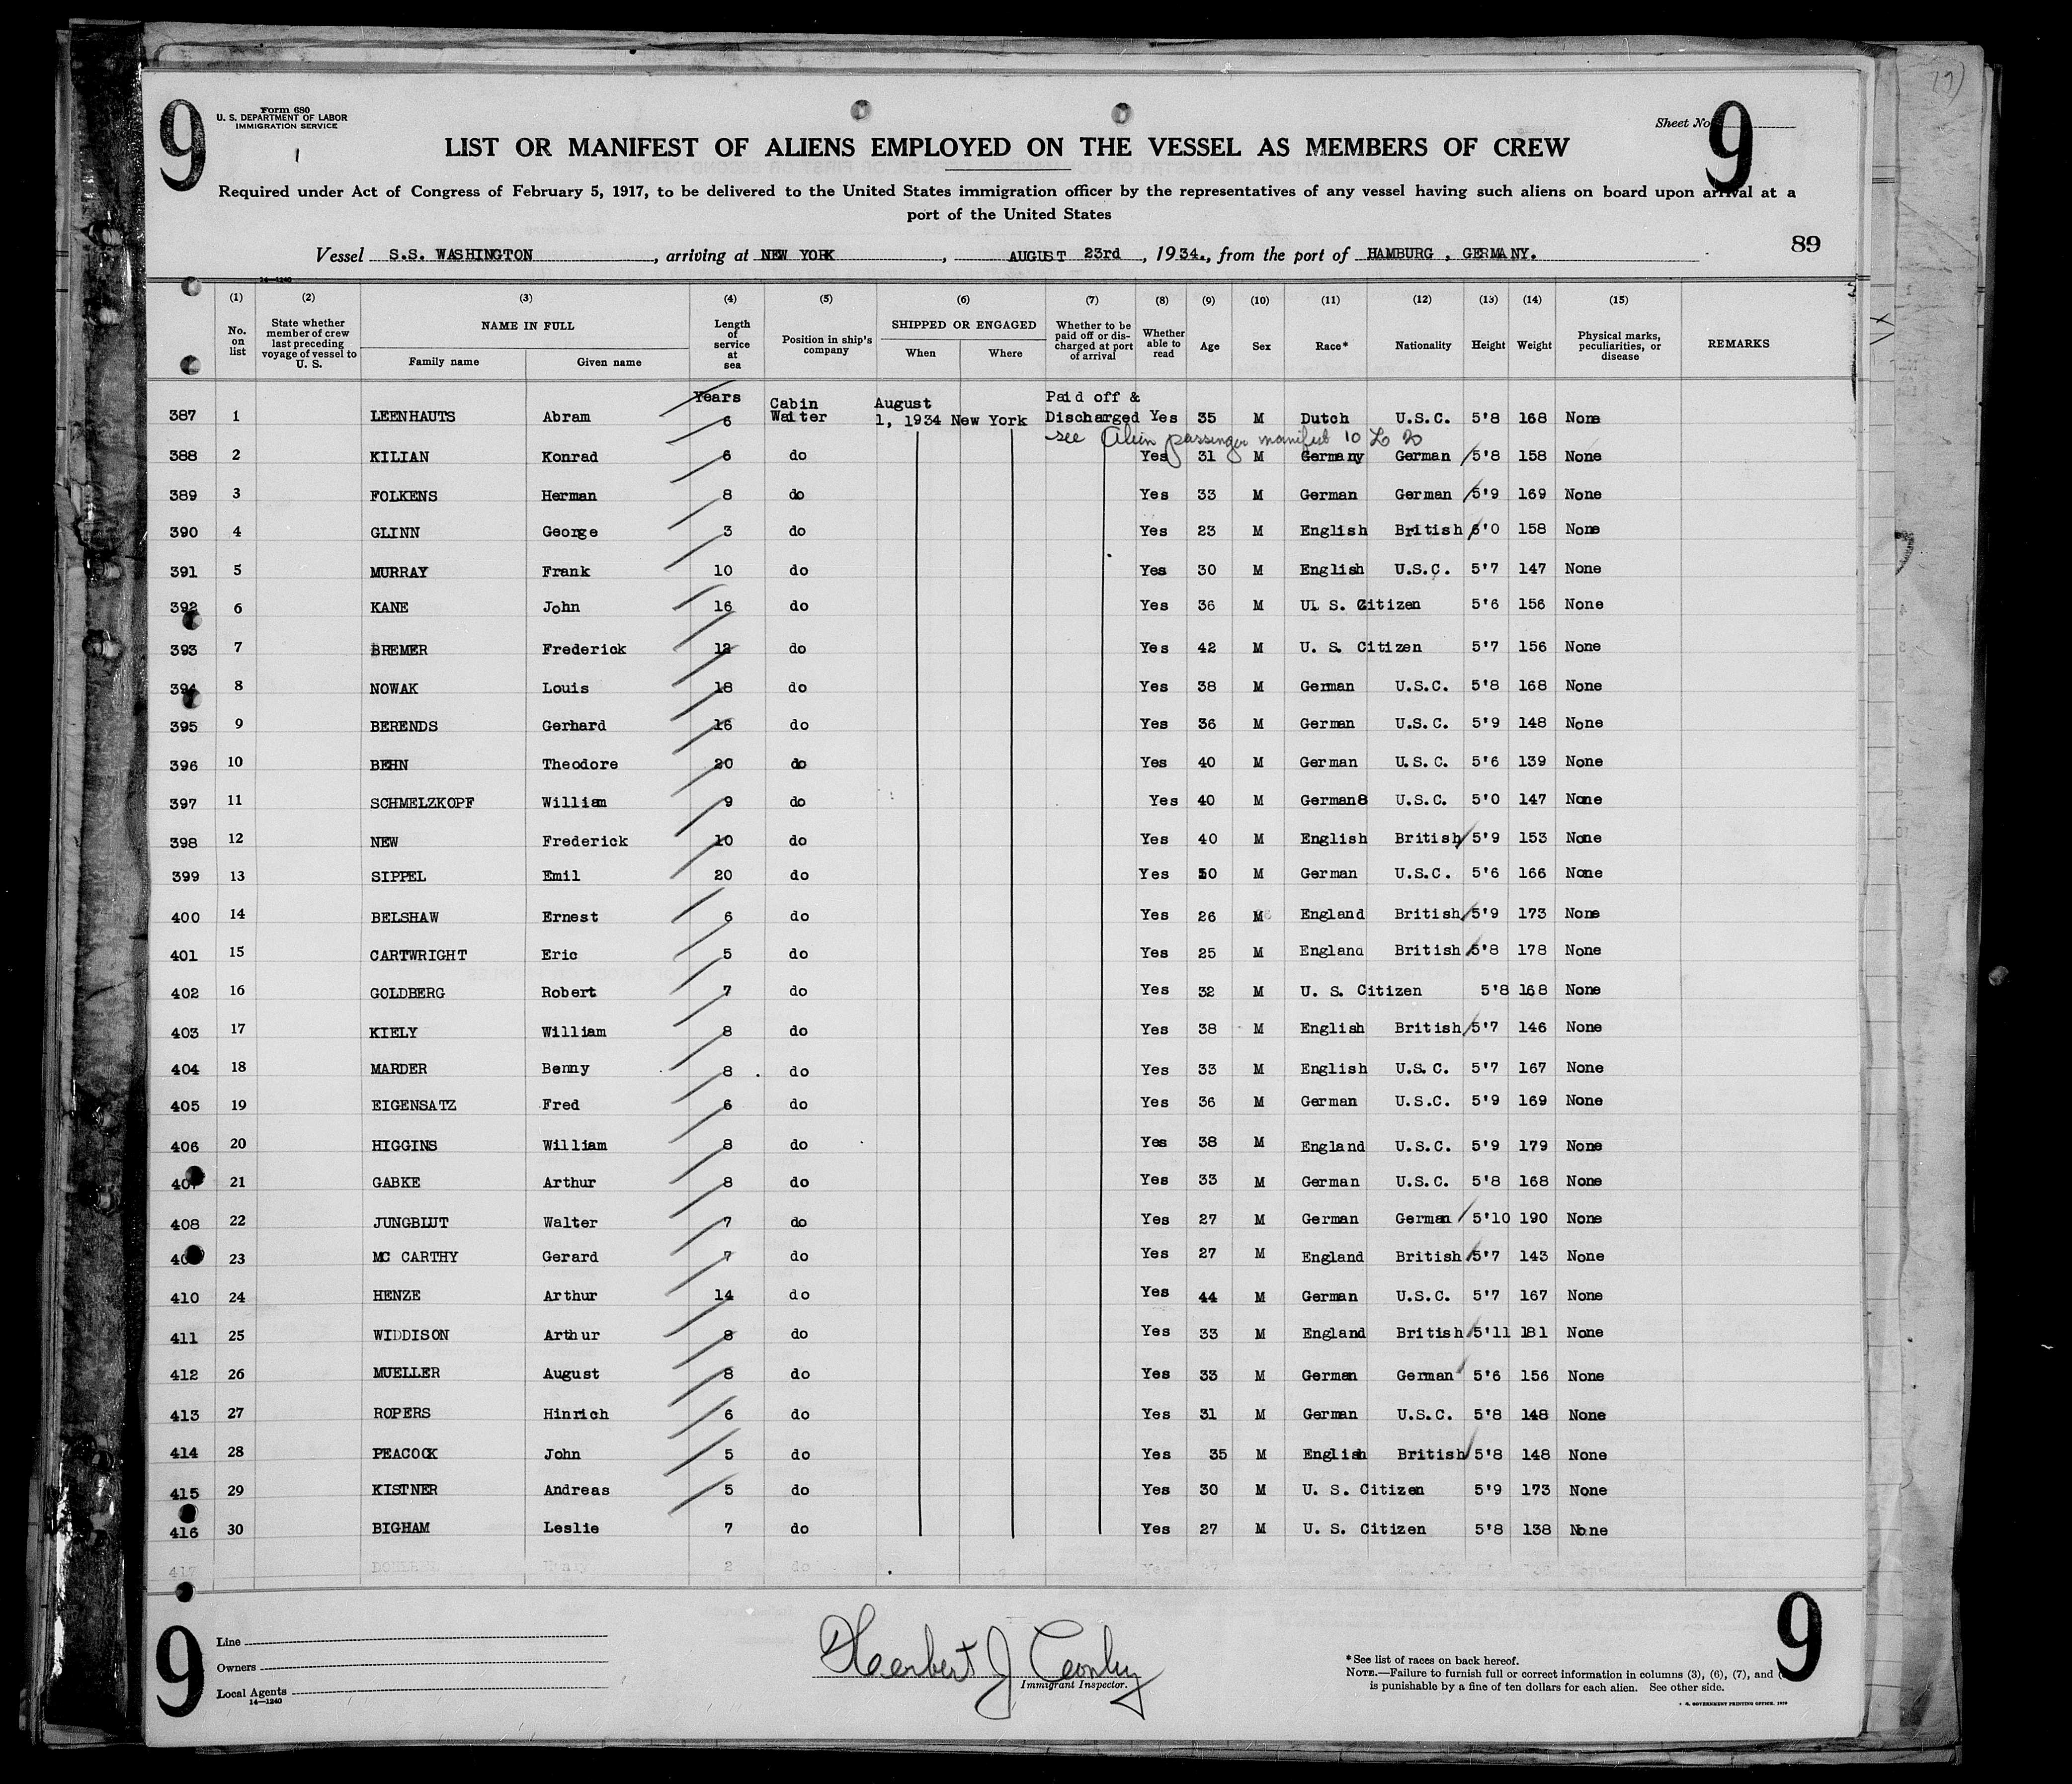 9
Form 680
U. S. DEPARTMENT OF LABOR
IMMIGRATION SERVICE
Sheet No.
9
LIST OR MANIFEST OF ALIENS EMPLOYED ON THE VESSEL AS MEMBERS OF CREW
Required under Act of Congress of February 5, 1917, to be delivered to the United States immigration officer by the representatives of any vessel having such aliens on board upon arrival at a
port of the United States
89
Vessel S.S. WASHINGTON, arriving at NEW YORK, AUGUST 23rd, 1934., from the port of HAMBURG, GERMANY.
14—1240
(1) (2) (3) (4) (5) (6) (7) (8) (9) (10) (11) (12) (13) (14) (15)
No. on list State whether member of crew last preceding voyage of vessel to U. S. NAME IN FULL Family name Given name Length of service at sea Position in ship's company SHIPPED OR ENGAGED When Where Whether to be paid off or discharged at port of arrival Whether able to read Age Sex Race* Nationality Height Weight Physical marks, peculiarities, or disease REMARKS
387 1 LEENHAUTS Abram Years 6 Cabin Waiter August 1, 1934 New York Paid off & Discharged Yes 35 M Dutch U.S.C. 5'8 168 None
see Alien passenger manifest 10
388 2 KILIAN Konrad 6 do Yes 31 M Germany German 5'8 158 None
389 3 FOLKENS Herman 8 do Yes 33 M German German 5'9 169 None
390 4 GLINN George 3 do Yes 23 M English British 6'0 158 None
391 5 MURRAY Frank 10 do Yes 30 M English U.S.C. 5'7 147 None
392 6 KANE John 16 do Yes 36 M U. S. Citizen 5'6 156 None
393 7 BREMER Frederick 12 do Yes 42 M U. S. Citizen 5'7 156 None
394 8 NOWAK Louis 18 do Yes 38 M German U.S.C. 5'8 168 None
395 9 BERENDS Gerhard 16 do Yes 36 M German U.S.C. 5'9 148 None
396 10 BEHN Theodore 20 do Yes 40 M German U.S.C. 5'6 139 None
397 11 SCHMELZKOPF William 9 do Yes 40 M German U.S.C. 5'0 147 None
398 12 NEW Frederick 10 do Yes 40 M English British 5'9 153 None
399 13 SIPPEL Emil 20 do Yes 50 M German U.S.C. 5'6 166 None
400 14 BELSHAW Ernest 6 do Yes 26 M England British 5'9 173 None
401 15 CARTWRIGHT Eric 5 do Yes 25 M England British 5'8 178 None
402 16 GOLDBERG Robert 7 do Yes 32 M U. S. Citizen 5'8 168 None
403 17 KIELY William 8 do Yes 38 M English British 5'7 146 None
404 18 MARDER Benny 8 do Yes 33 M English U.S.C. 5'7 167 None
405 19 EIGENSATZ Fred 6 do Yes 36 M German U.S.C. 5'9 169 None
406 20 HIGGINS William 8 do Yes 38 M England U.S.C. 5'9 179 None
407 21 GABKE Arthur 8 do Yes 33 M German U.S.C. 5'8 168 None
408 22 JUNGBLUT Walter 7 do Yes 27 M German German 5'10 190 None
23 MC CARTHY Gerard 7 do Yes 27 M England British 5'7 143 None
410 24 HENZE Arthur 14 do Yes 44 M German U.S.C. 5'7 167 None
411 25 WIDDISON Arthur 8 do Yes 33 M England British 5'11 181 None
412 26 MUELLER August 8 do Yes 33 M German German 5'6 156 None
413 27 ROPERS Hinrich 6 do Yes 31 M German U.S.C. 5'8 148 None
414 28 PEACOCK John 5 do Yes 35 M English British 5'8 148 None
415 29 KISTNER Andreas 5 do Yes 30 M U. S. Citizen 5'9 173 None
416 30 BIGHAM Leslie 7 do Yes 27 M U. S. Citizen 5'8 138 None
417 2 do
9
Line
Owners
Local Agents
14—1240
Herbert J
Immigrant Inspector.
*See list of races on back hereof.
NOTE.—Failure to furnish full or correct information in columns (3), (6), (7), and
is punishable by a fine of ten dollars for each alien. See other side.
GOVERNMENT PRINTING OFFICE
9